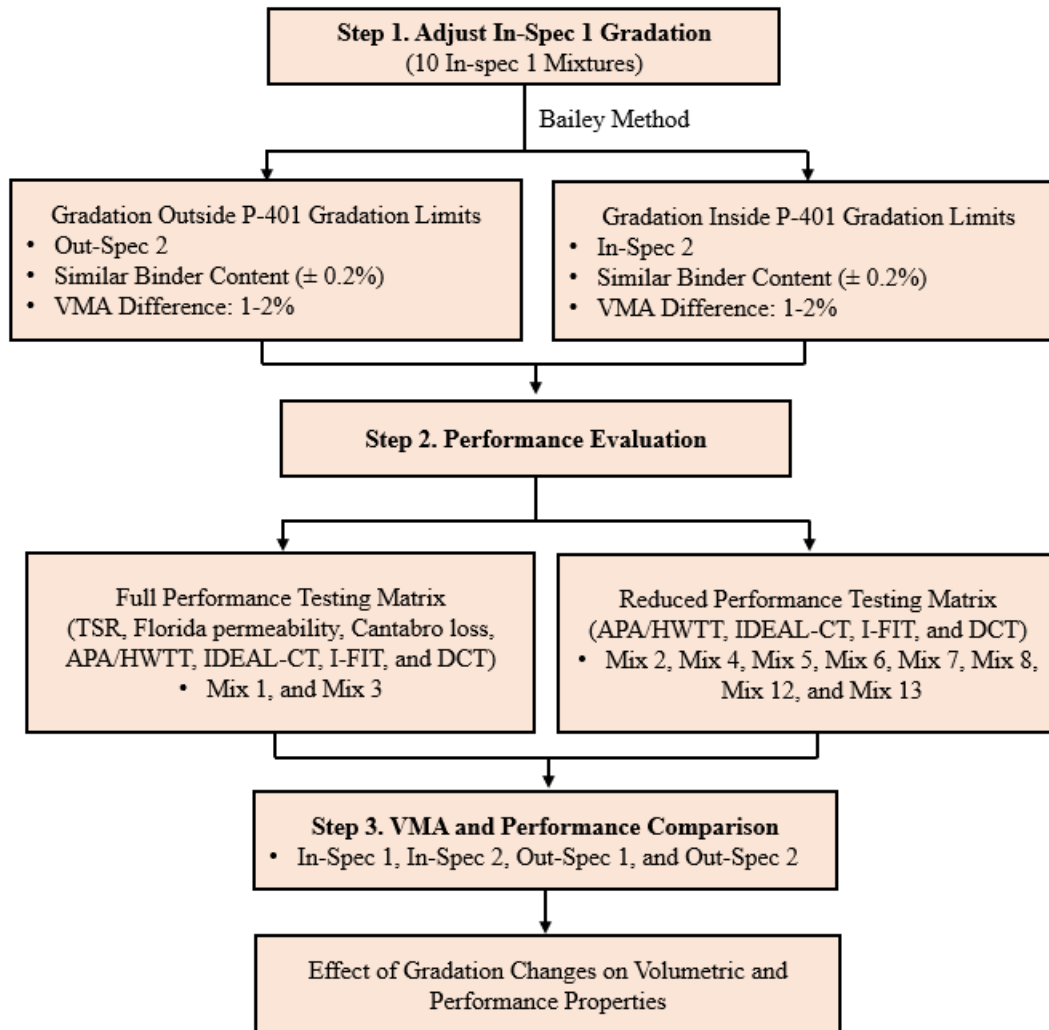 Step 1. Adjust In-Spec 1 Gradation
(10 In-spec 1 Mixtures)
Bailey Method
Gradation Outside P-401 Gradation Limits
• Out-Spec 2
• Similar Binder Content (± 0.2%)
• VMA Difference: 1-2%
Gradation Inside P-401 Gradation Limits
• In-Spec 2
• Similar Binder Content (± 0.2%)
• VMA Difference: 1-2%
Step 2. Performance Evaluation
Full Performance Testing Matrix
(TSR, Florida permeability, Cantabro loss,
APA/HWTT, IDEAL-CT, I-FIT, and DCT)
• Mix 1, and Mix 3
Reduced Performance Testing Matrix
(APA/HWTT, IDEAL-CT, I-FIT, and DCT)
• Mix 2, Mix 4, Mix 5, Mix 6, Mix 7, Mix 8,
Mix 12, and Mix 13
Step 3. VMA and Performance Comparison
• In-Spec 1, In-Spec 2, Out-Spec 1, and Out-Spec 2
Effect of Gradation Changes on Volumetric and
Performance Properties